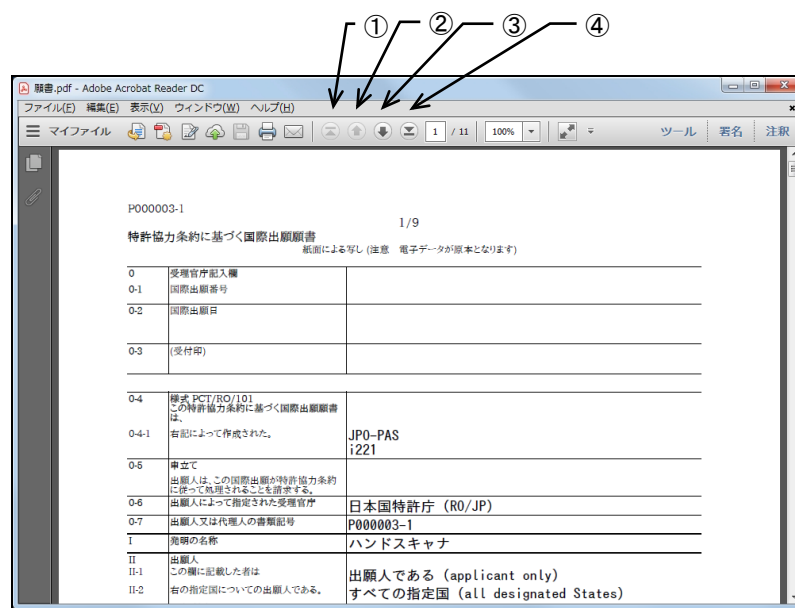 ① ② ③ ④
願書.pdf - Adobe Acrobat Reader DC
ファイル(F) 編集(E) 表示(V) ウィンドウ(W) ヘルプ(H)
マイファイル 1 / 11 100% ツール 署名 注釈
P000003-1
1/9
特許協力条約に基づく国際出願願書
紙面による写し(注意 電子データが原本となります)
0 受理官庁記入欄
0-1 国際出願番号
0-2 国際出願日
0-3 (受付印)
0-4 様式 PCT/RO/101
この特許協力条約に基づく国際出願願書
は、
0-4-1 右記によって作成された。 JPO-PAS
i221
0-5 申立て
出願人は、この国際出願が特許協力条約
に従って処理されることを請求する。
0-6 出願人によって指定された受理官庁 日本国特許庁 (RO/JP)
0-7 出願人又は代理人の書類記号 P000003-1
I 発明の名称 ハンドスキャナ
II 出願人
II-1 この欄に記載した者は 出願人である (applicant only)
II-2 右の指定国についての出願人である。 すべての指定国 (all designated States)